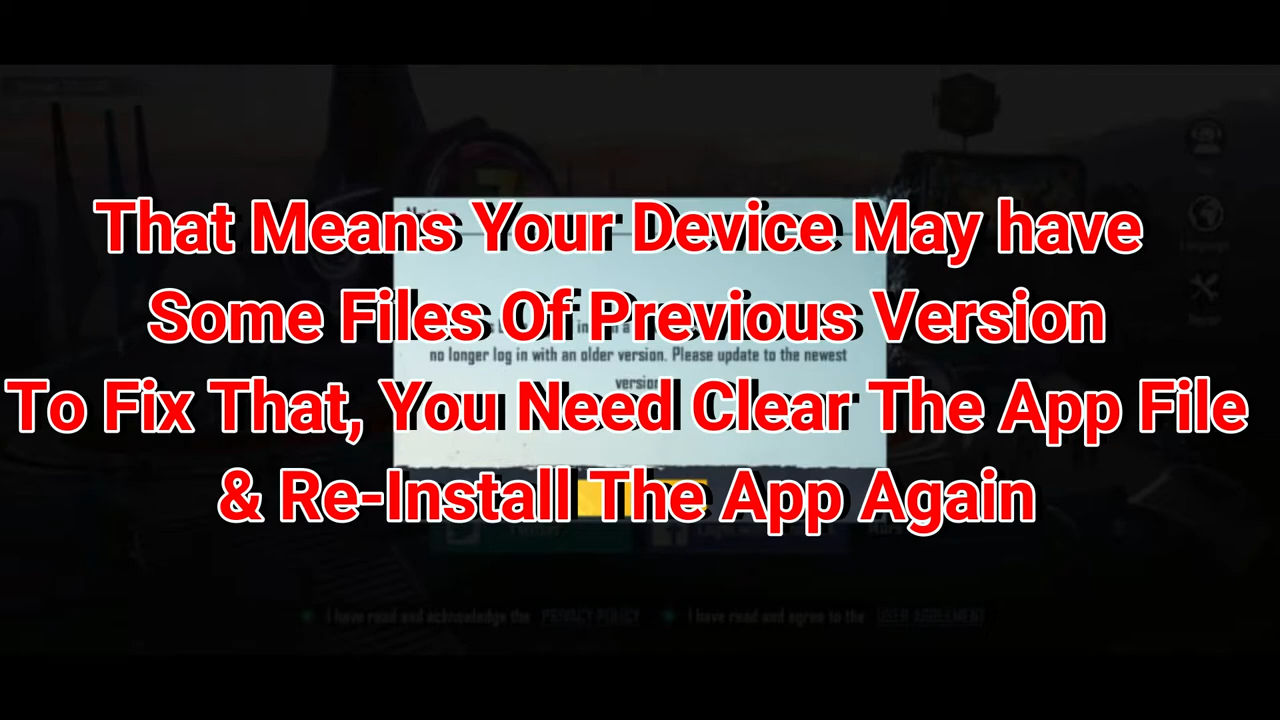 That Means Your Device May have
Some Files Of Previous Version
no longer log in with an older version. Please update to the newest
version
To Fix That, You Need Clear The App File
& Re-Install The App Again
I have read and acknowledge the PRIVACY POLICY
I have read and agree to the USER AGREEMENT